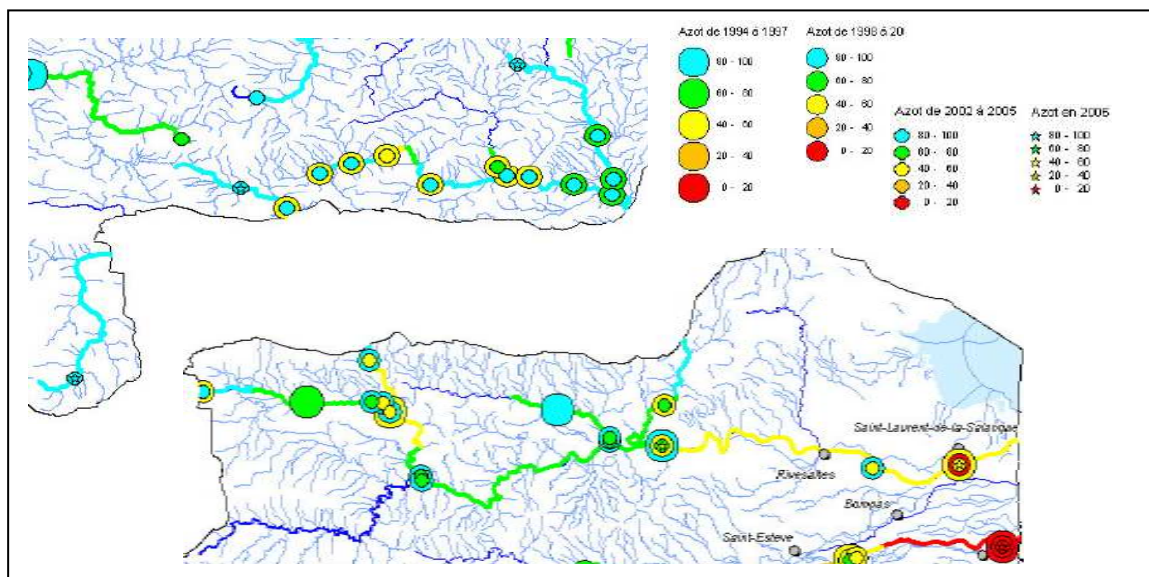 Azot de 1994 à 1997
80 - 100
60 - 80
40 - 60
20 - 40
0 - 20
Azot de 1998 à 20
80 - 100
60 - 80
40 - 60
20 - 40
0 - 20
Azot de 2002 à 2005
80 - 100
60 - 80
40 - 60
20 - 40
0 - 20
Azot en 2006
80 - 100
60 - 80
40 - 60
20 - 40
0 - 20
Saint-Laurent-de-la-Salanque
Rivesaltes
Bompas
Saint-Esteve